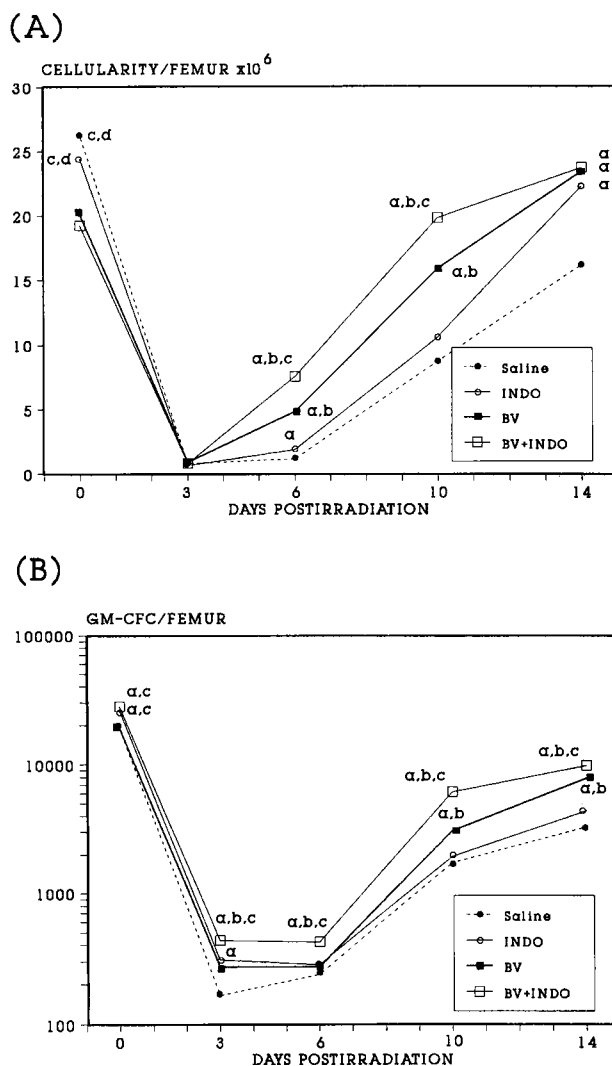 (A)
CELLULARITY/FEMUR x10^6
30
25
20
15
10
5
0
c,d
c,d
α
α,b
α,b,c
α,b,c
α,b
α
α
α
Saline
INDO
BV
BV+INDO
0 3 6 10 14
DAYS POSTIRRADIATION
(B)
GM-CFC/FEMUR
100000
10000
1000
100
α,c
α,c
α,b,c
α
α,b,c
α,b,c
α,b
α,b,c
α,b
Saline
INDO
BV
BV+INDO
0 3 6 10 14
DAYS POSTIRRADIATION